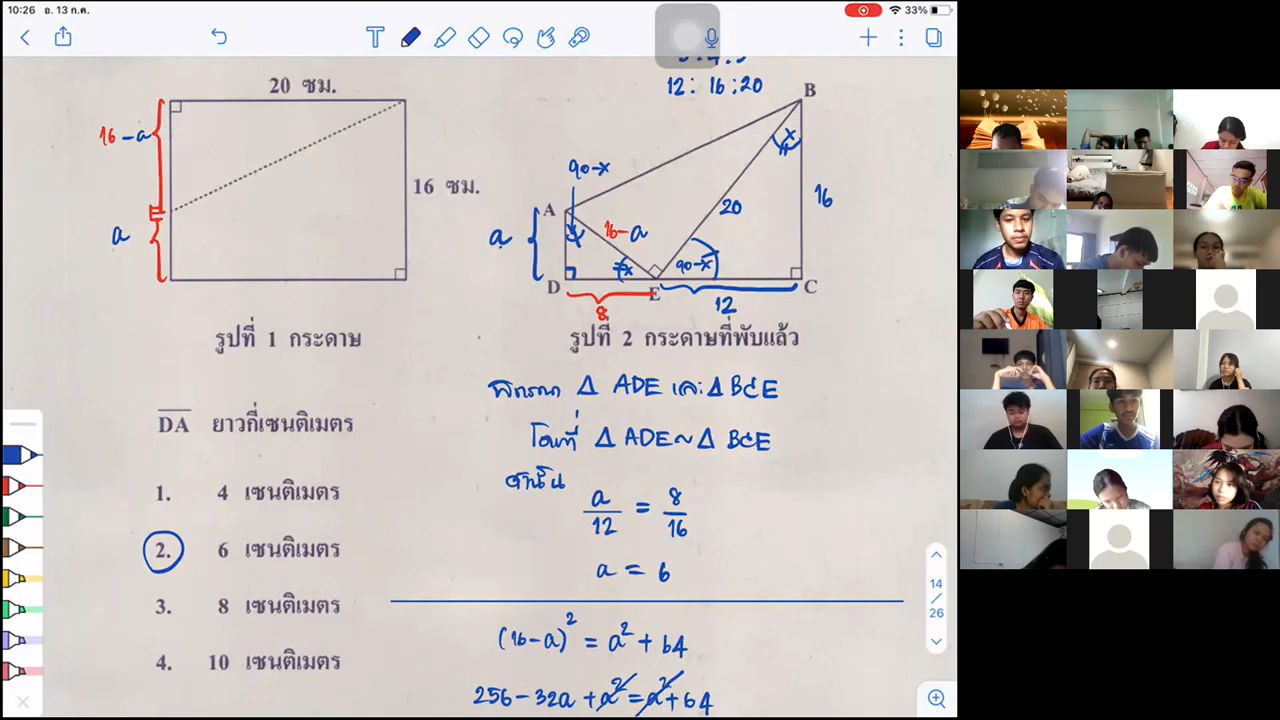 10:26 อ. 13 ก.ค.
33%
20 ซม.
16 – a
a
16 ซม.
รูปที่ 1 กระดาษ
12 : 16 : 20
B
90-x
x
A
16-a
20
16
a
x
90-x
D
E
C
8
12
รูปที่ 2 กระดาษที่พับแล้ว
พิจารณา Δ ADE และ Δ BCE
โดยที่ Δ ADE ~ Δ BCE
ดังนั้น
a/12 = 8/16
a = 6
(16-a)² = a² + 64
256 - 32a + a² = a² + 64
DA ยาวกี่เซนติเมตร
1. 4 เซนติเมตร
2. 6 เซนติเมตร
3. 8 เซนติเมตร
4. 10 เซนติเมตร
14
/
26